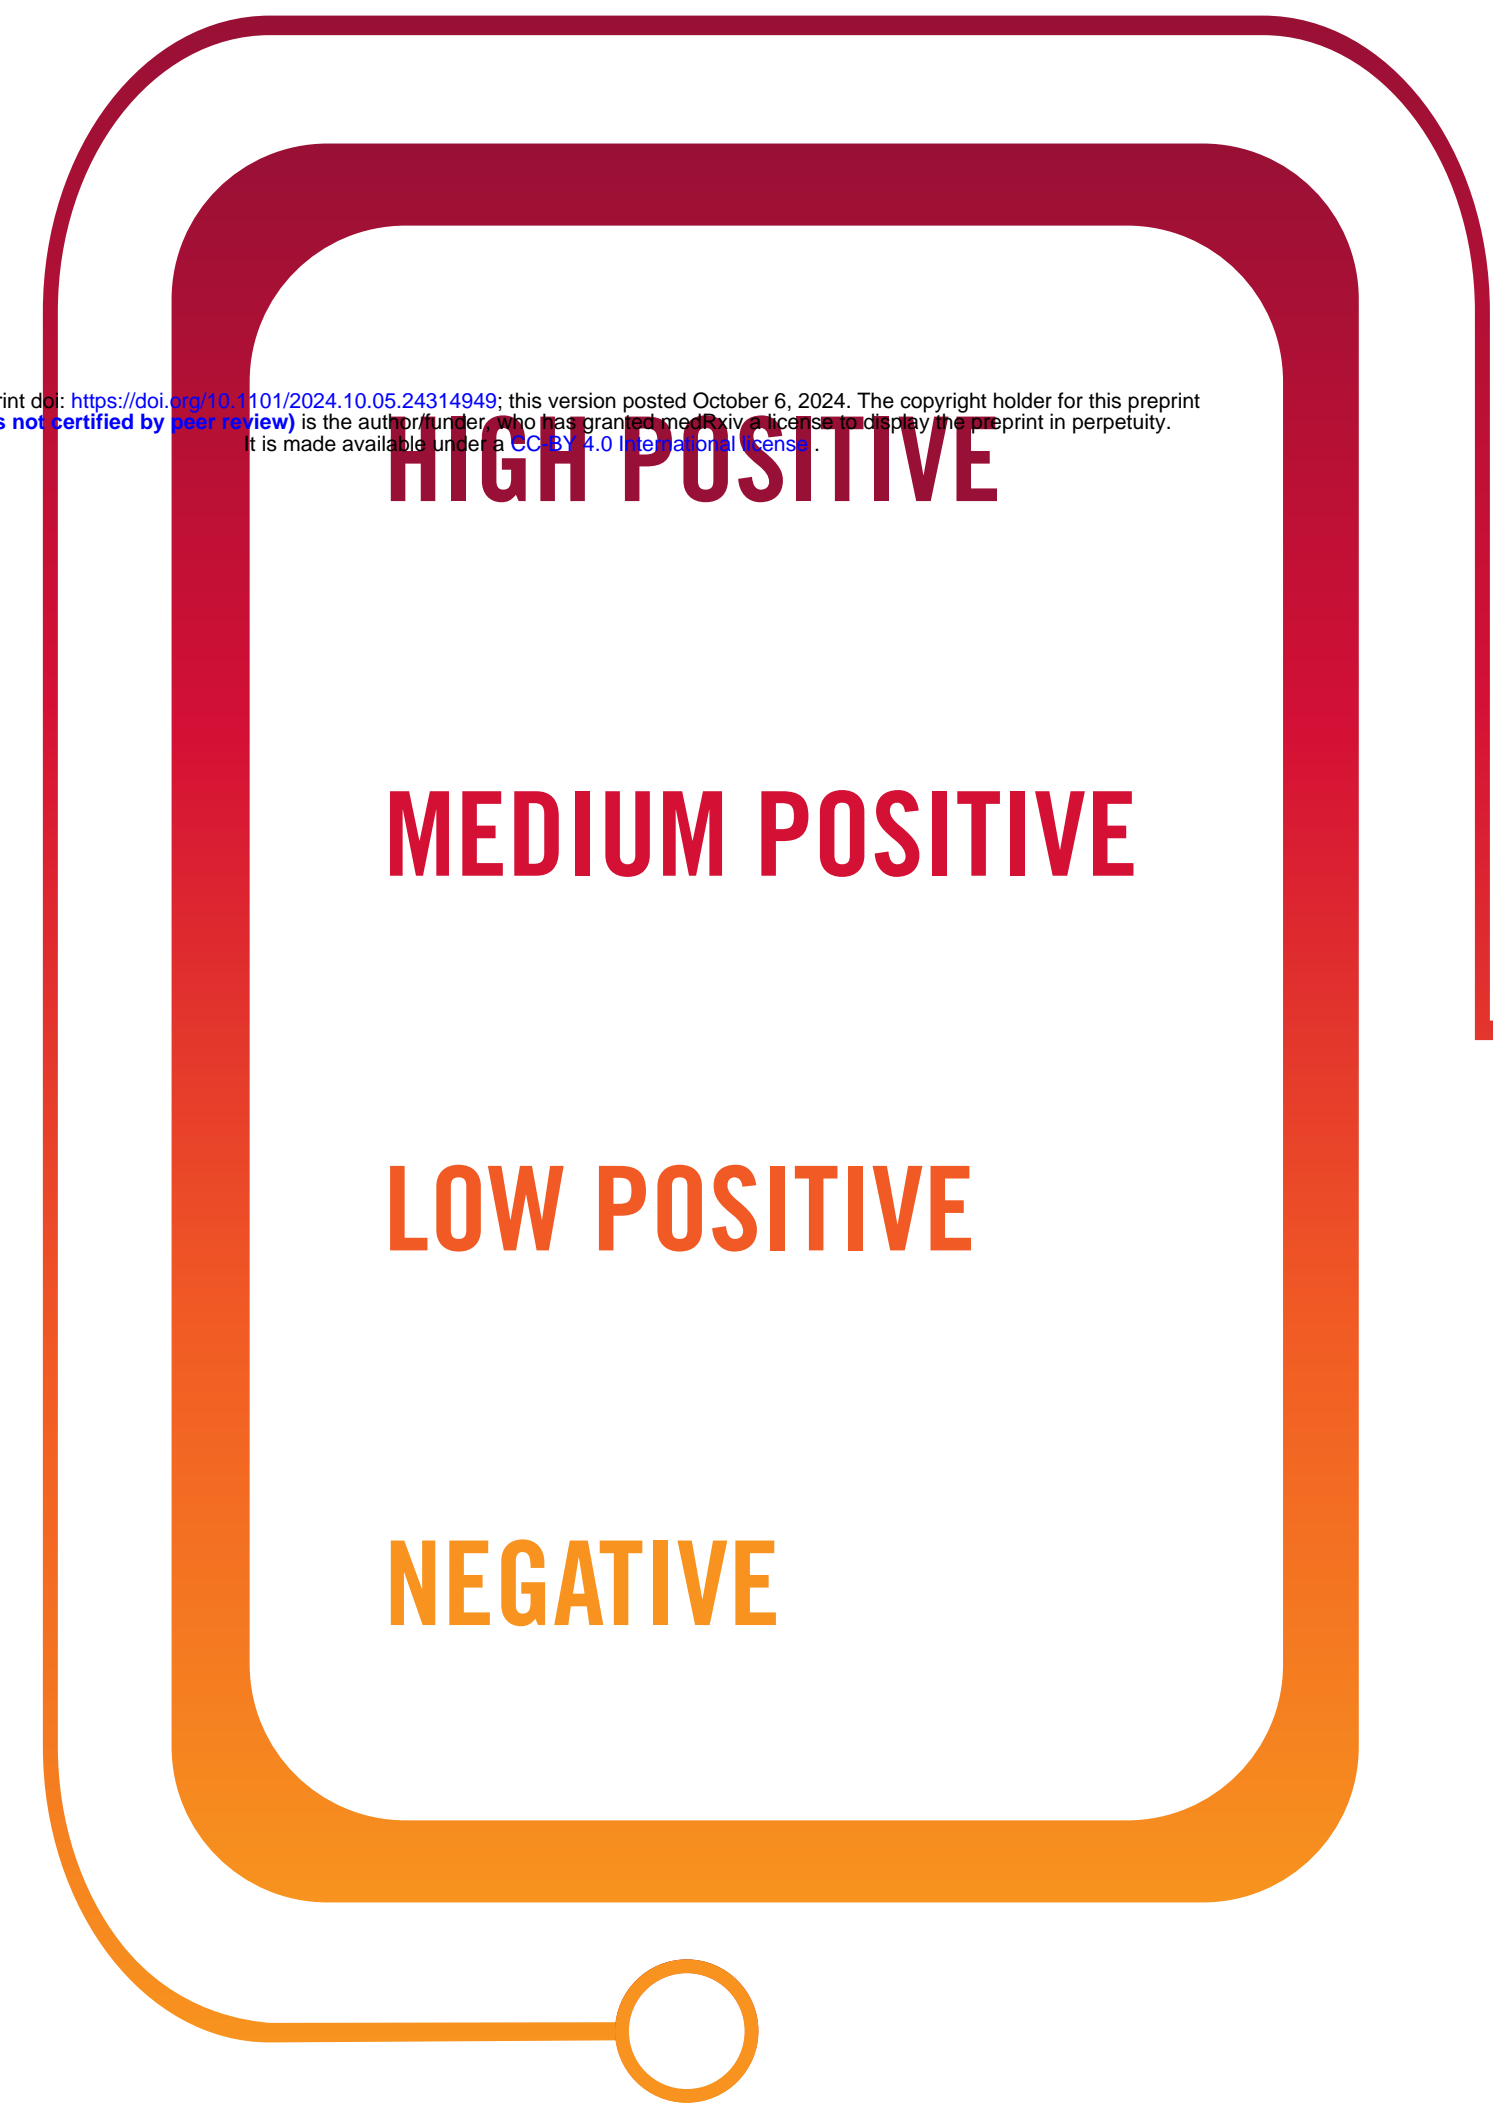 int doi: https://doi.org/10.1101/2024.10.05.24314949; this version posted October 6, 2024. The copyright holder for this preprint
s not certified by peer review) is the author/funder, who has granted medRxiv a license to display the preprint in perpetuity.
It is made available under a CC-BY 4.0 International license .
HIGH POSITIVE
MEDIUM POSITIVE
LOW POSITIVE
NEGATIVE